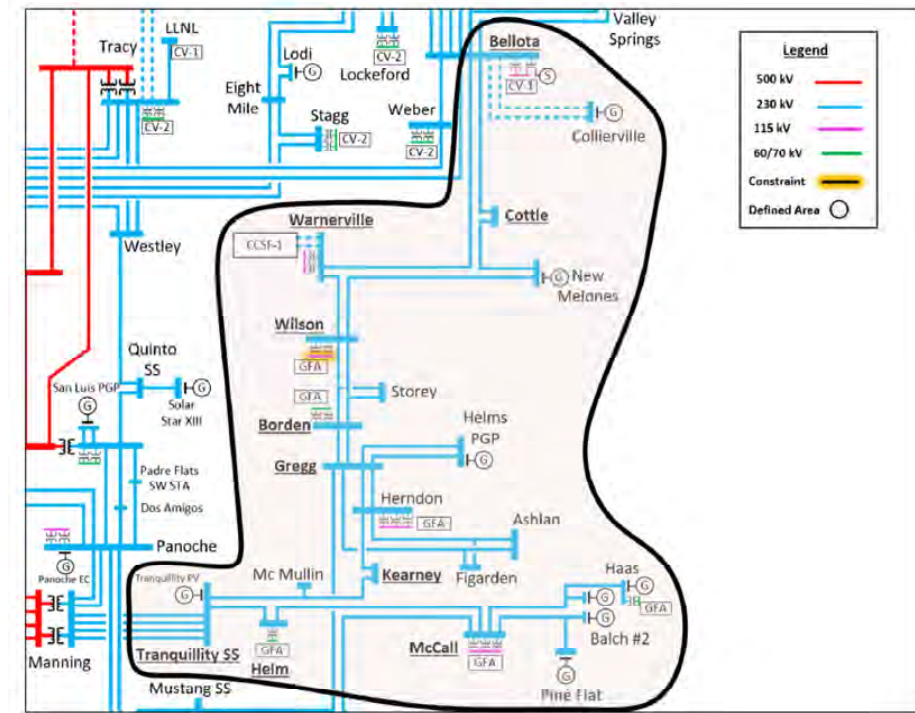 LLNL
CV-1
Tracy
CV-2
Lodi
G
Eight
Mile
Stagg
CV-2
CV-2
Lockeford
Weber
CV-2
Valley
Springs
Bellota
S
CV-1
G
Collierville
Legend
500 kV
230 kV
115 kV
60/70 kV
Constraint
Defined Area
Warnerville
CCSF-1
Cottle
Westley
G
New
Melones
Wilson
GFA
Quinto
SS
San Luis PGP
G
G
Solar
Star XIII
GFA
Storey
Borden
Helms
PGP
G
Gregg
Padre Flats
SW STA
Dos Amigos
Herndon
GFA
Ashlan
Panoche
G
Panoche EC
Figarden
Kearney
Mc Mullin
Tranquillity PV
G
Haas
G
GFA
G
G
Balch #2
Manning
Tranquillity SS
GFA
Helm
McCall
GFA
G
Pine Flat
Mustang SS